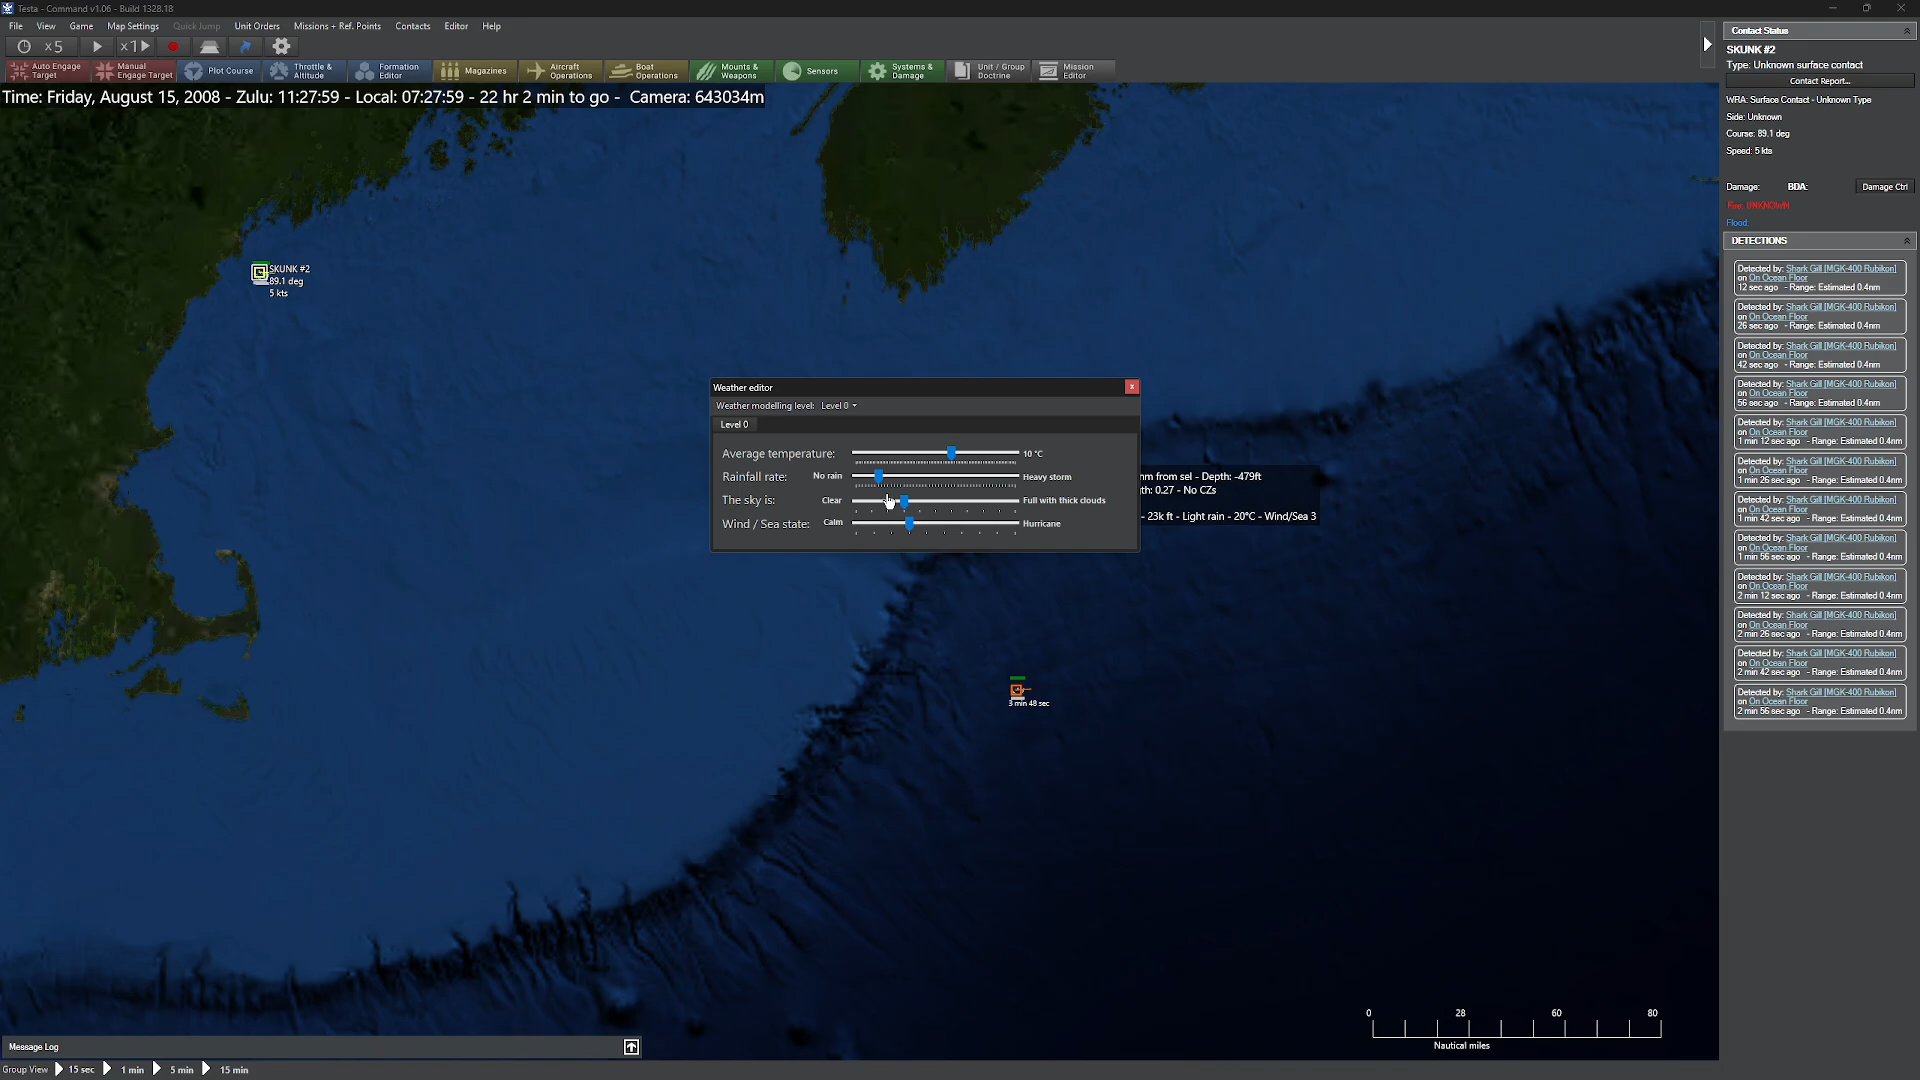 Testa - Command v1.06 - Build 1328.18
File View Game Map Settings Quick Jump Unit Orders Missions + Ref. Points Contacts Editor Help
x 5 x1
Auto Engage Target
Manual Engage Target
Plot Course
Throttle & Altitude
Formation Editor
Magazines
Aircraft Operations
Boat Operations
Mounts & Weapons
Sensors
Systems & Damage
Unit / Group Doctrine
Mission Editor
Time: Friday, August 15, 2008 - Zulu: 11:27:59 - Local: 07:27:59 - 22 hr 2 min to go - Camera: 643034m
SKUNK #2
89.1 deg
5 kts
Weather editor
x
Weather modelling level: Level 0
Level 0
Average temperature: 10 °C
Rainfall rate: No rain Heavy storm
The sky is: Clear Full with thick clouds
Wind / Sea state: Calm Hurricane
nm from sel - Depth: -479ft
th: 0.27 - No CZs
- 23k ft - Light rain - 20°C - Wind/Sea 3
3 min 48 sec
0 28 60 80
Nautical miles
Message Log
Group View 15 sec 1 min 5 min 15 min
Contact Status
SKUNK #2
Type: Unknown surface contact
Contact Report...
WRA: Surface Contact - Unknown Type
Side: Unknown
Course: 89.1 deg
Speed: 5 kts
Damage: BDA: Damage Ctrl
Fire: UNKNOWN
Flood:
DETECTIONS
Detected by: Shark Gill [MGK-400 Rubikon]
on On Ocean Floor
12 sec ago - Range: Estimated 0.4nm
Detected by: Shark Gill [MGK-400 Rubikon]
on On Ocean Floor
26 sec ago - Range: Estimated 0.4nm
Detected by: Shark Gill [MGK-400 Rubikon]
on On Ocean Floor
42 sec ago - Range: Estimated 0.4nm
Detected by: Shark Gill [MGK-400 Rubikon]
on On Ocean Floor
56 sec ago - Range: Estimated 0.4nm
Detected by: Shark Gill [MGK-400 Rubikon]
on On Ocean Floor
1 min 12 sec ago - Range: Estimated 0.4nm
Detected by: Shark Gill [MGK-400 Rubikon]
on On Ocean Floor
1 min 26 sec ago - Range: Estimated 0.4nm
Detected by: Shark Gill [MGK-400 Rubikon]
on On Ocean Floor
1 min 42 sec ago - Range: Estimated 0.4nm
Detected by: Shark Gill [MGK-400 Rubikon]
on On Ocean Floor
1 min 56 sec ago - Range: Estimated 0.4nm
Detected by: Shark Gill [MGK-400 Rubikon]
on On Ocean Floor
2 min 12 sec ago - Range: Estimated 0.4nm
Detected by: Shark Gill [MGK-400 Rubikon]
on On Ocean Floor
2 min 26 sec ago - Range: Estimated 0.4nm
Detected by: Shark Gill [MGK-400 Rubikon]
on On Ocean Floor
2 min 42 sec ago - Range: Estimated 0.4nm
Detected by: Shark Gill [MGK-400 Rubikon]
on On Ocean Floor
2 min 56 sec ago - Range: Estimated 0.4nm